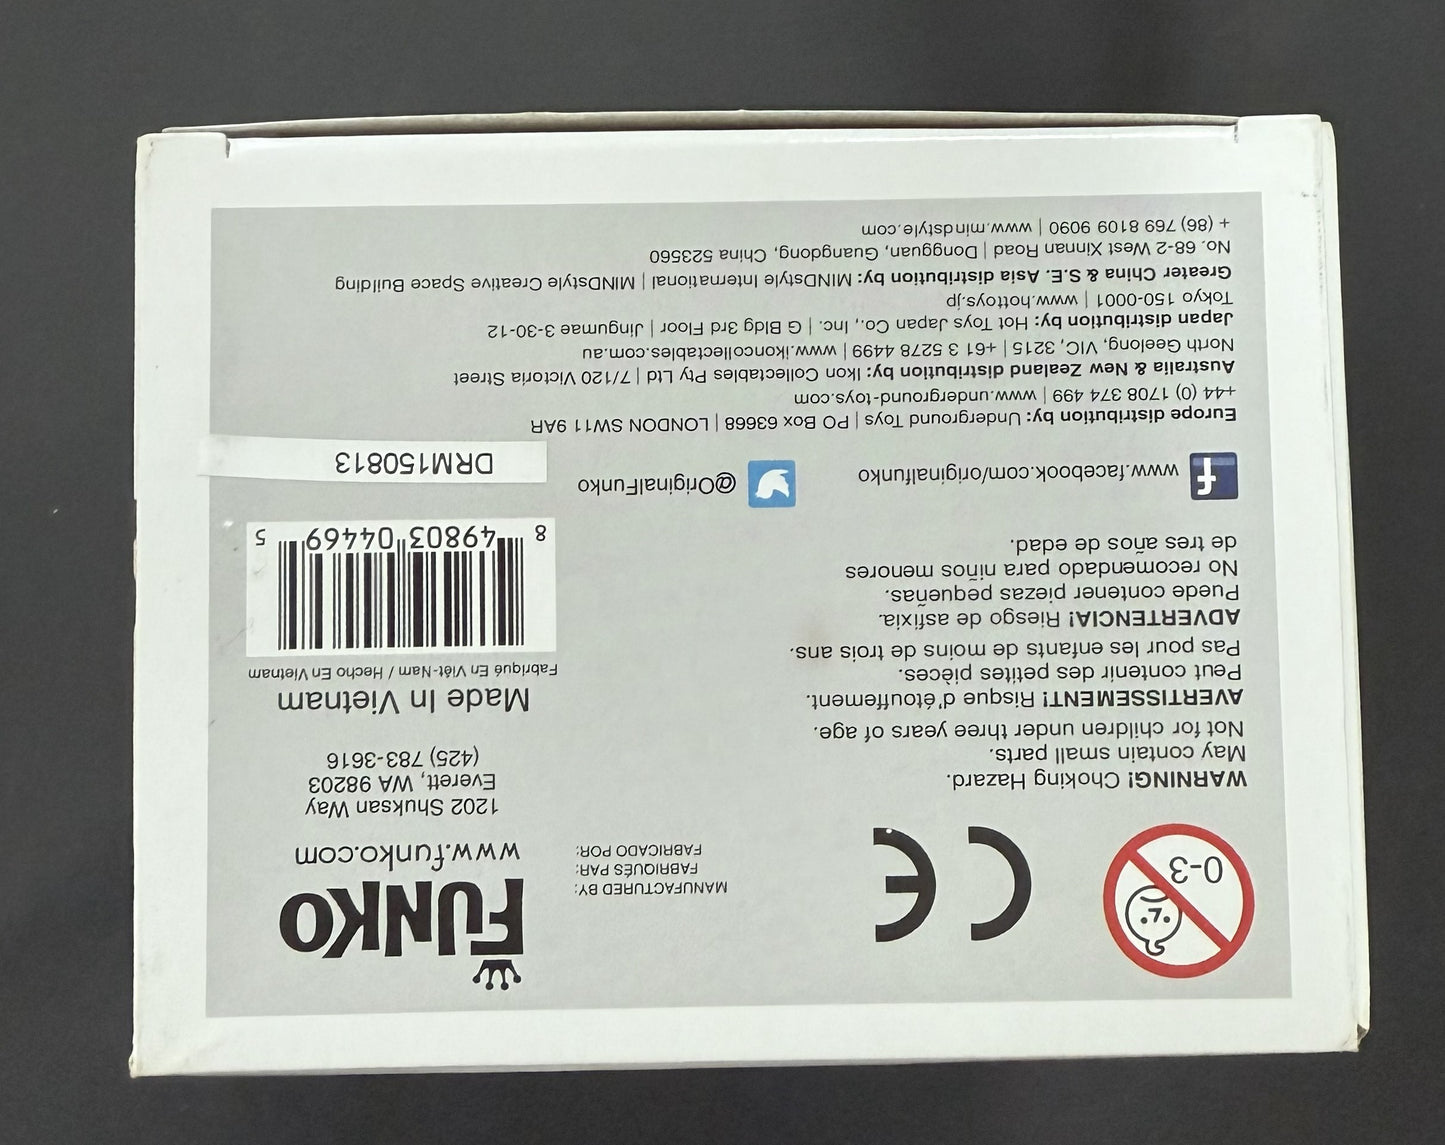 0-3
CE
MANUFACTURED BY:
FABRIQUÉS PAR:
FABRICADO POR:
FUNKO
www.funko.com
1202 Shuksan Way
Everett, WA 98203
(425) 783-3616
WARNING! Choking Hazard.
May contain small parts.
Not for children under three years of age.
AVERTISSEMENT! Risque d'étouffement.
Peut contenir des petites pièces.
Pas pour les enfants de moins de trois ans.
ADVERTENCIA! Riesgo de asfixia.
Puede contener piezas pequeñas.
No recomendado para niños menores
de tres años de edad.
Made In Vietnam
Fabriqué En Viêt-Nam / Hecho En Vietnam
8 49803 04469 5
www.facebook.com/originalfunko
@OriginalFunko
DRM150813
Europe distribution by: Underground Toys | PO Box 63668 | LONDON SW11 9AR
+44 (0) 1708 374 499 | www.underground-toys.com
Australia & New Zealand distribution by: Ikon Collectables Pty Ltd | 7/120 Victoria Street
North Geelong, VIC, 3215 | +61 3 5278 4499 | www.ikoncollectables.com.au
Japan distribution by: Hot Toys Japan Co., Inc. | G Bldg 3rd Floor | Jingumae 3-30-12
Tokyo 150-0001 | www.hottoys.jp
Greater China & S.E. Asia distribution by: MINDstyle International | MINDstyle Creative Space Building
No. 68-2 West Xinnan Road | Dongguan, Guangdong, China 523560
+ (86) 769 8109 9090 | www.mindstyle.com